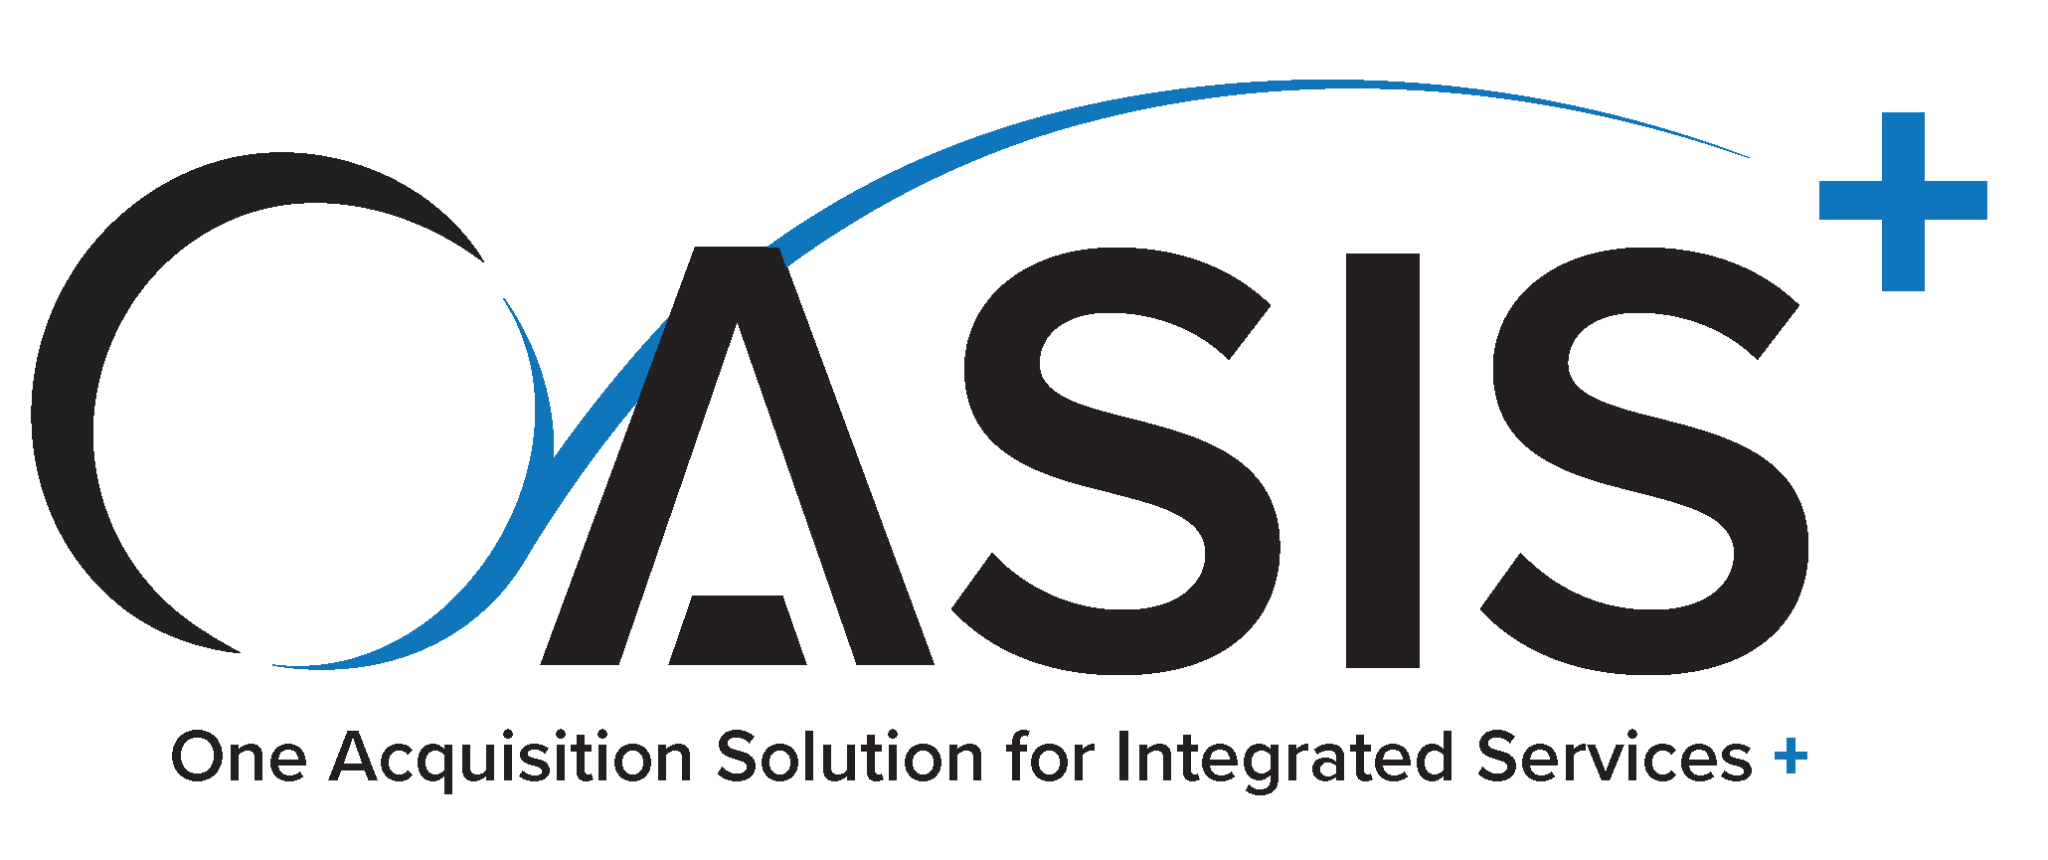 OASIS+
One Acquisition Solution for Integrated Services +